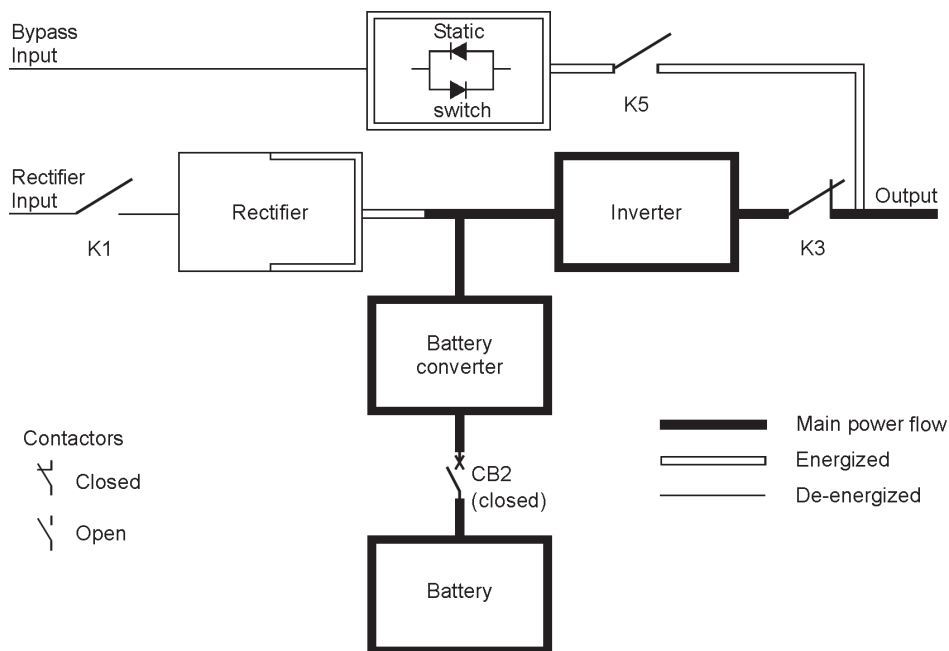 Bypass
Input
Static
switch
K5
Rectifier
Input
K1
Rectifier
Inverter
K3
Output
Battery
converter
CB2
(closed)
Battery
Contactors
Closed
Open
Main power flow
Energized
De-energized